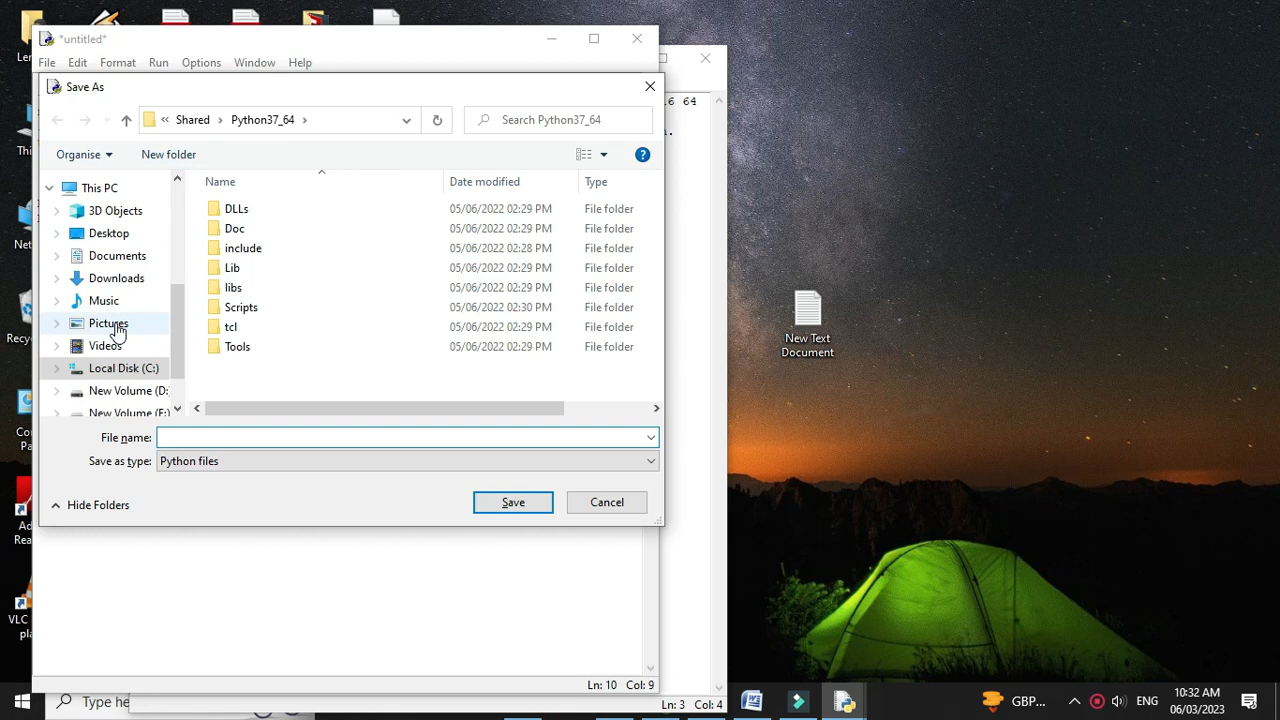 *untitled*
File Edit Format Run Options Window Help
Save As
« Shared > Python37_64 >
Search Python37_64
Organise New folder
Name Date modified Type
This PC
3D Objects
Desktop
Documents
Downloads
Music
Pictures
Videos
Local Disk (C:)
New Volume (D:
New Volume (E:)
DLLs 05/06/2022 02:29 PM File folder
Doc 05/06/2022 02:29 PM File folder
include 05/06/2022 02:28 PM File folder
Lib 05/06/2022 02:29 PM File folder
libs 05/06/2022 02:29 PM File folder
Scripts 05/06/2022 02:30 PM File folder
tcl 05/06/2022 02:29 PM File folder
Tools 05/06/2022 02:29 PM File folder
File name:
Save as type: Python files
Hide Folders
Save Cancel
Ln: 10 Col: 9
Ln: 3 Col: 4
64
New Text
Document
Type he
GBP...
ENG
10:32 AM
06/03/2023